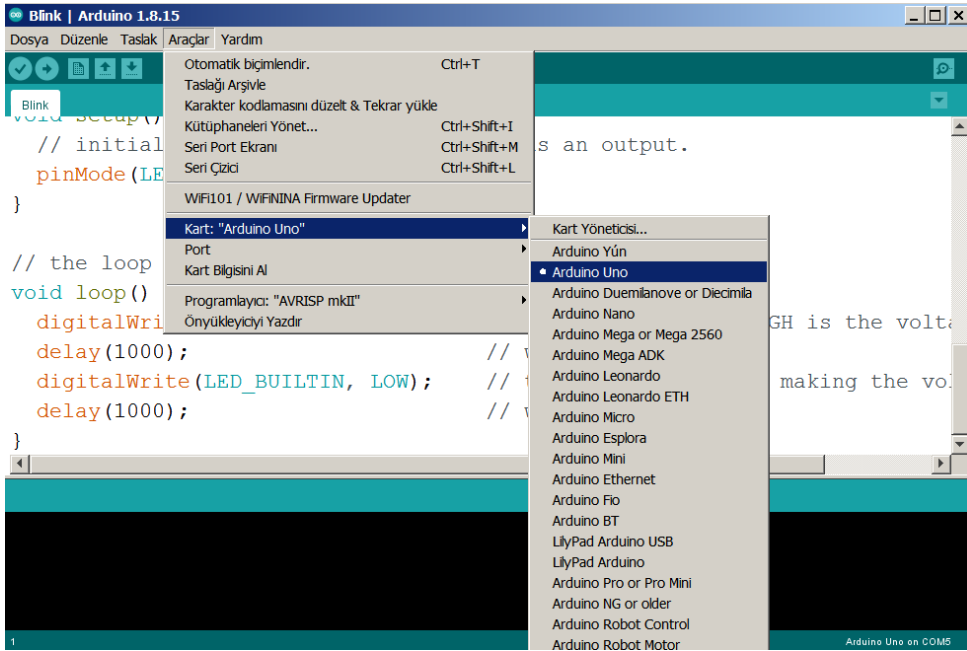 Blink | Arduino 1.8.15
Dosya Düzenle Taslak Araçlar Yardım
Blink
void setup()
// initial
s an output.
pinMode(LE
}
// the loop
void loop()
digitalWri
GH is the volta
delay(1000); // w
digitalWrite(LED_BUILTIN, LOW); // t
making the vol
delay(1000); // w
}
Otomatik biçimlendir. Ctrl+T
Taslağı Arşivle
Karakter kodlamasını düzelt & Tekrar yükle
Kütüphaneleri Yönet... Ctrl+Shift+I
Seri Port Ekranı Ctrl+Shift+M
Seri Çizici Ctrl+Shift+L
WiFi101 / WiFiNINA Firmware Updater
Kart: "Arduino Uno"
Port
Kart Bilgisini Al
Programlayıcı: "AVRISP mkII"
Önyükleyiciyi Yazdır
Kart Yöneticisi...
Arduino Yún
Arduino Uno
Arduino Duemilanove or Diecimila
Arduino Nano
Arduino Mega or Mega 2560
Arduino Mega ADK
Arduino Leonardo
Arduino Leonardo ETH
Arduino Micro
Arduino Esplora
Arduino Mini
Arduino Ethernet
Arduino Fio
Arduino BT
LilyPad Arduino USB
LilyPad Arduino
Arduino Pro or Pro Mini
Arduino NG or older
Arduino Robot Control
Arduino Robot Motor
1
Arduino Uno on COM5